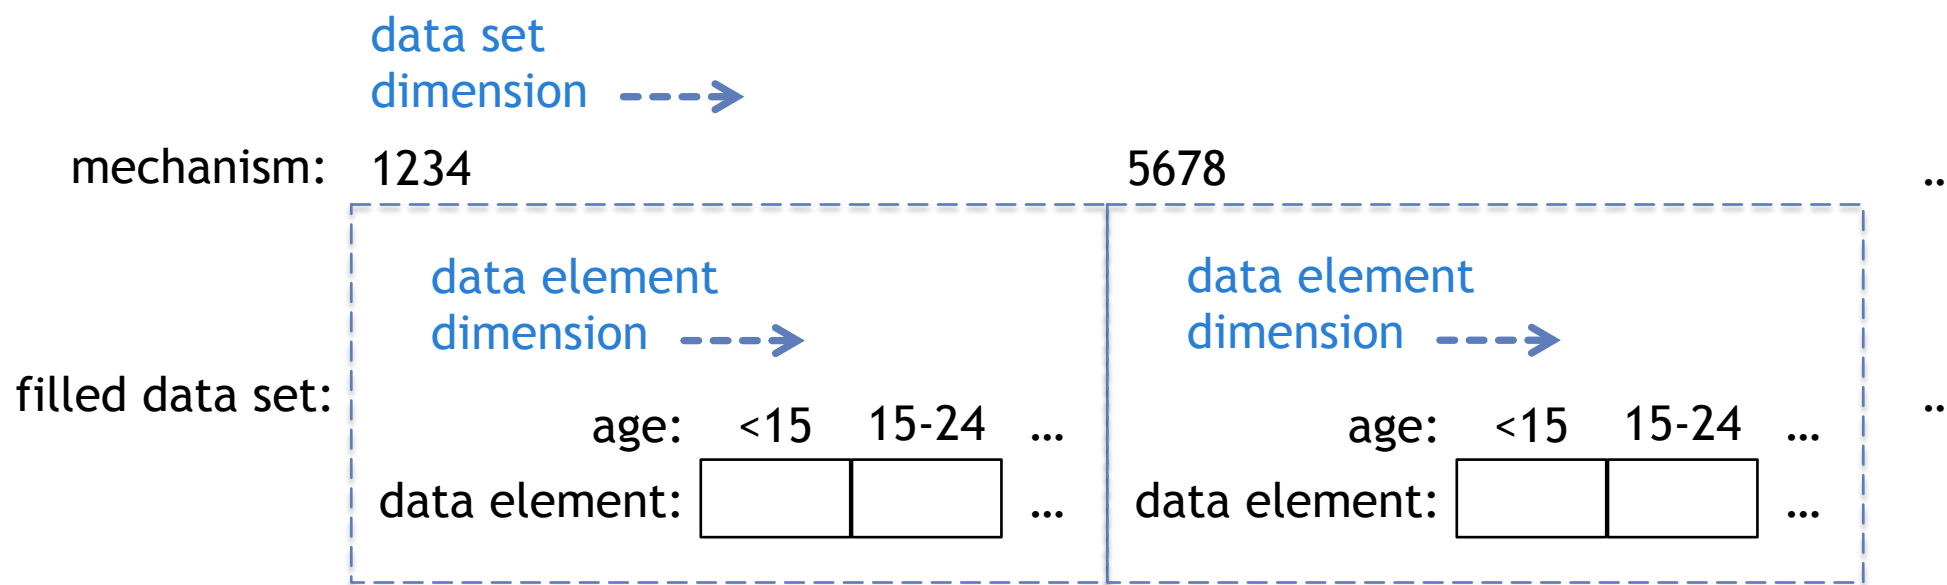 data set
dimension
mechanism: 1234 5678 ..
data element
dimension
data element
dimension
filled data set: ..
age: <15 15-24 ... age: <15 15-24 ...
data element: ... data element: ...